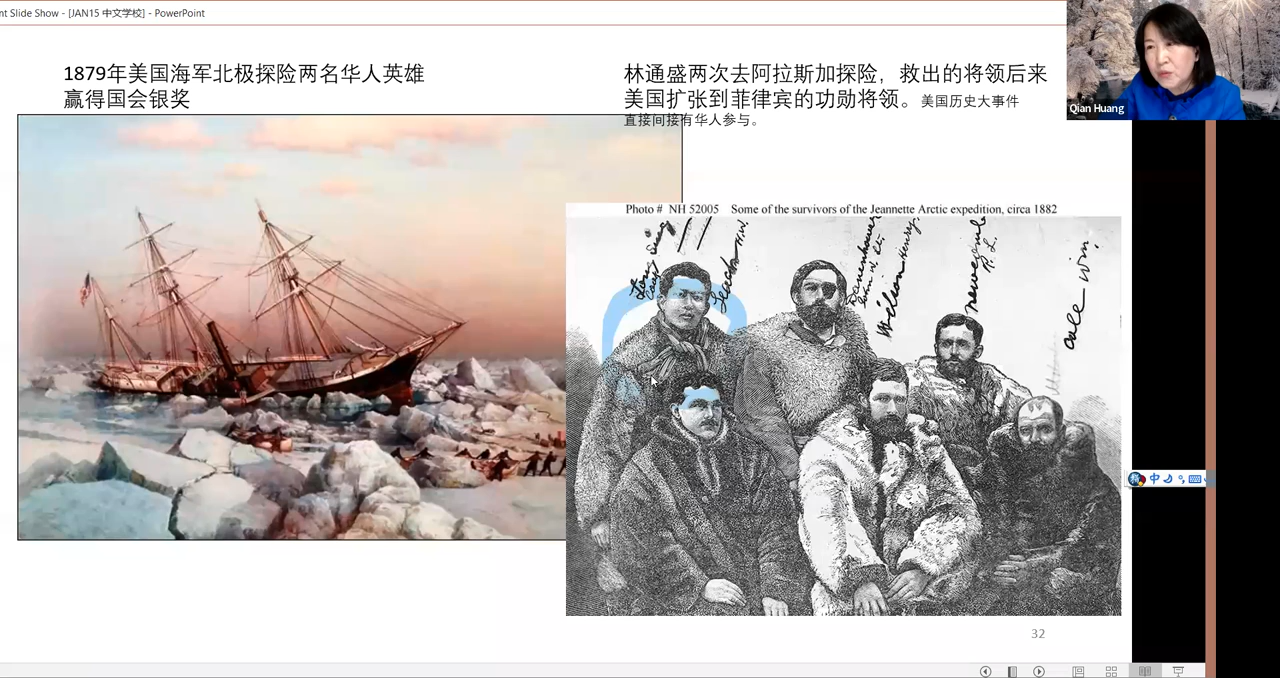 nt Slide Show - [JAN15 中文学校] - PowerPoint
1879年美国海军北极探险两名华人英雄
赢得国会银奖
林通盛两次去阿拉斯加探险，救出的将领后来
美国扩张到菲律宾的功勋将领。美国历史大事件
直接间接有华人参与。
Qian Huang
Photo # NH 52005 Some of the survivors of the Jeannette Arctic expedition, circa 1882
Wilson Henry
中
32